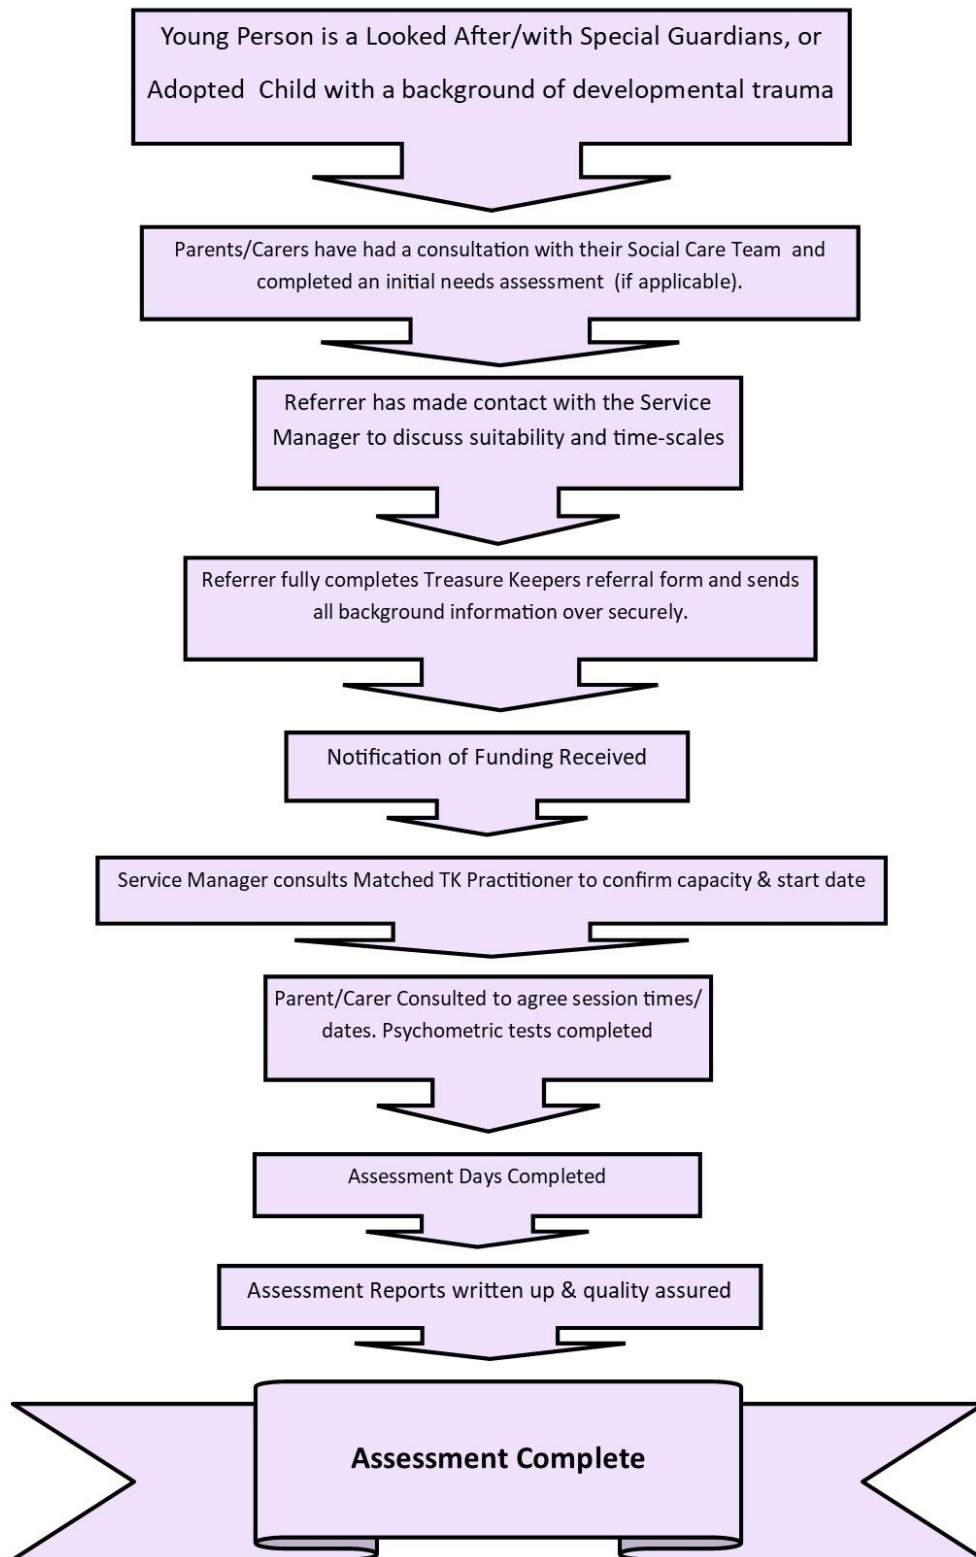 Young Person is a Looked After/with Special Guardians, or
Adopted  Child with a background of developmental trauma
Parents/Carers have had a consultation with their Social Care Team  and
completed an initial needs assessment  (if applicable).
Referrer has made contact with the Service
Manager to discuss suitability and time-scales
Referrer fully completes Treasure Keepers referral form and sends
all background information over securely.
Notification of Funding Received
Service Manager consults Matched TK Practitioner to confirm capacity & start date
Parent/Carer Consulted to agree session times/
dates. Psychometric tests completed
Assessment Days Completed
Assessment Reports written up & quality assured
Assessment Complete